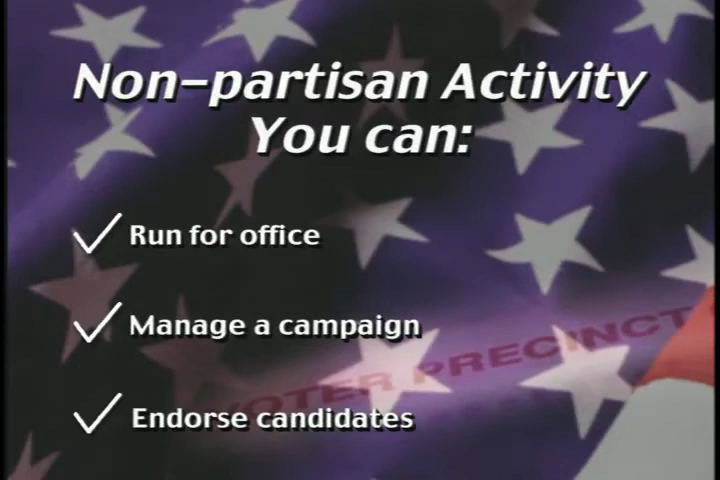 Non-partisan Activity
You can:
Run for office
Manage a campaign
VOTER PRECINCT
Endorse candidates